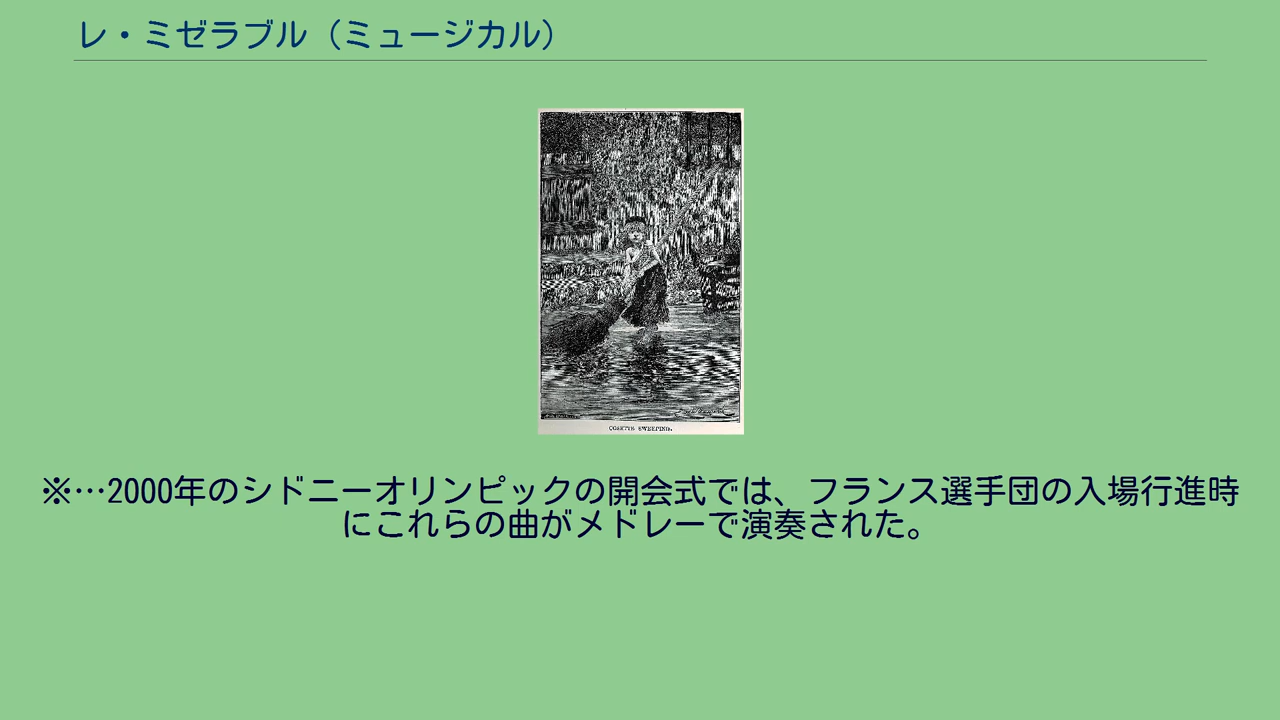 レ・ミゼラブル（ミュージカル）
COSETTE SWEEPING.
※…2000年のシドニーオリンピックの開会式では、フランス選手団の入場行進時
にこれらの曲がメドレーで演奏された。